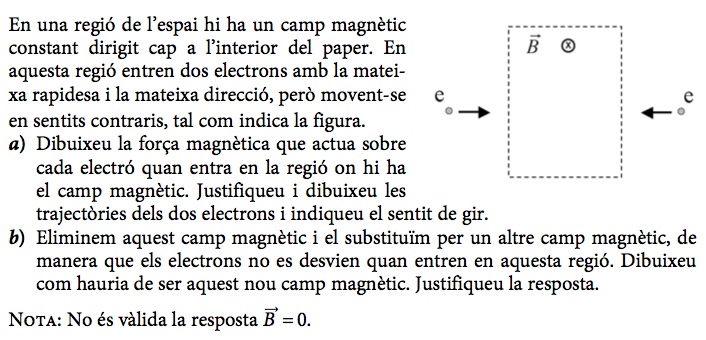 En una regió de l'espai hi ha un camp magnètic
constant dirigit cap a l'interior del paper. En
aquesta regió entren dos electrons amb la matei-
xa rapidesa i la mateixa direcció, però movent-se
en sentits contraris, tal com indica la figura.
a) Dibuixeu la força magnètica que actua sobre
cada electró quan entra en la regió on hi ha
el camp magnètic. Justifiqueu i dibuixeu les
trajectòries dels dos electrons i indiqueu el sentit de gir.
b) Eliminem aquest camp magnètic i el substituïm per un altre camp magnètic, de
manera que els electrons no es desvien quan entren en aquesta regió. Dibuixeu
com hauria de ser aquest nou camp magnètic. Justifiqueu la resposta.
NOTA: No és vàlida la resposta B⃗ = 0.
B⃗ ⊗
e
e